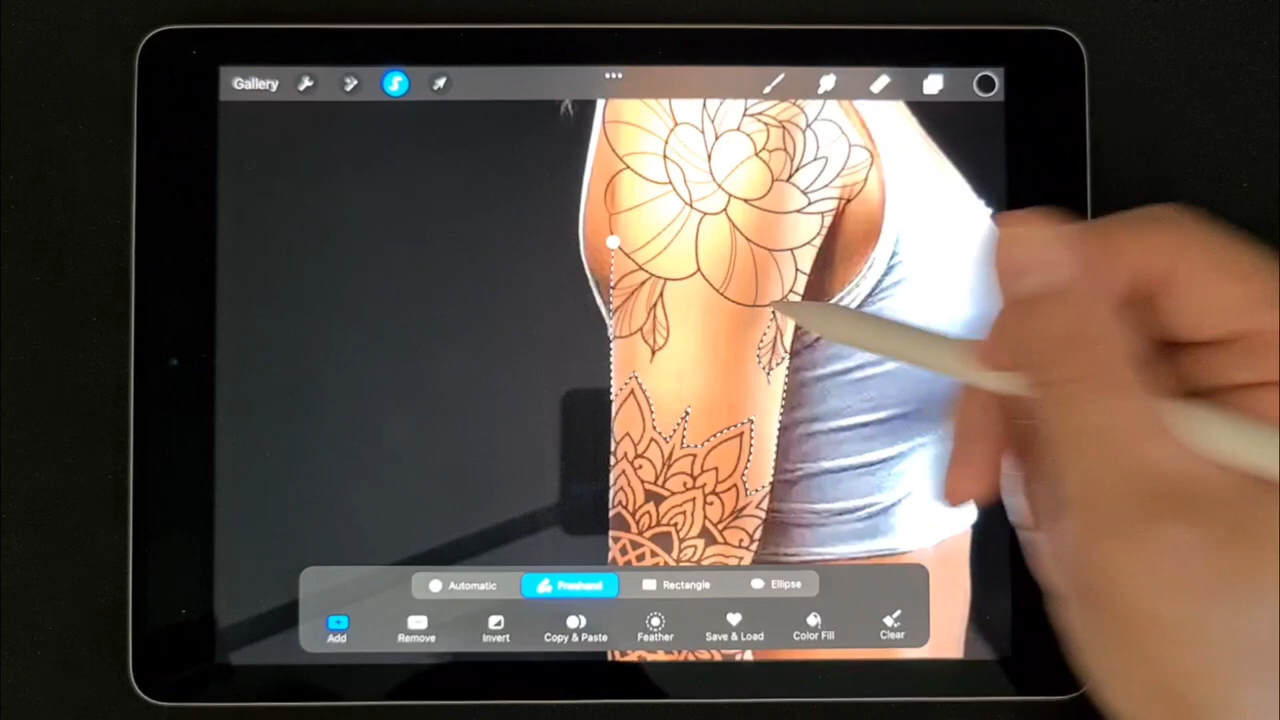 Gallery
Automatic Freehand Rectangle Ellipse
Add Remove Invert Copy & Paste Feather Save & Load Color Fill Clear